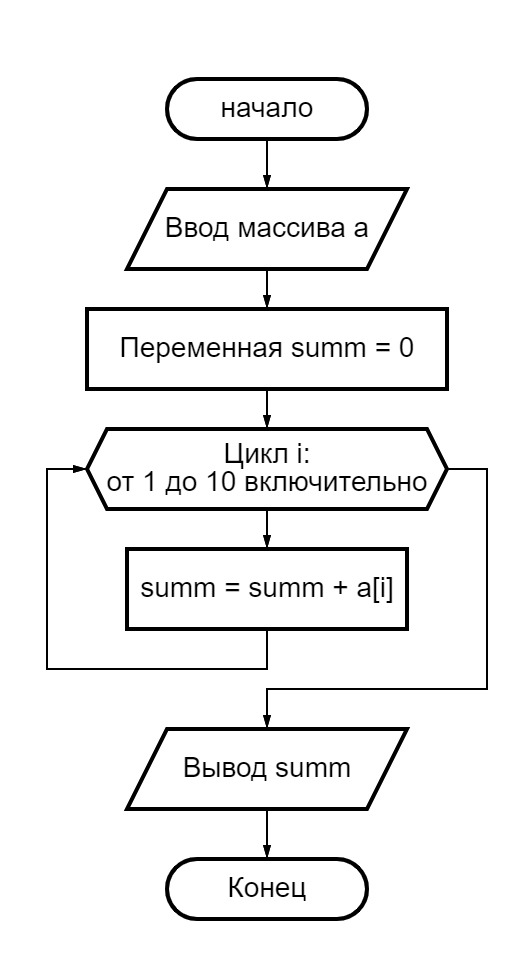 начало
Ввод массива a
Переменная summ = 0
Цикл i:
от 1 до 10 включительно
summ = summ + a[i]
Вывод summ
Конец